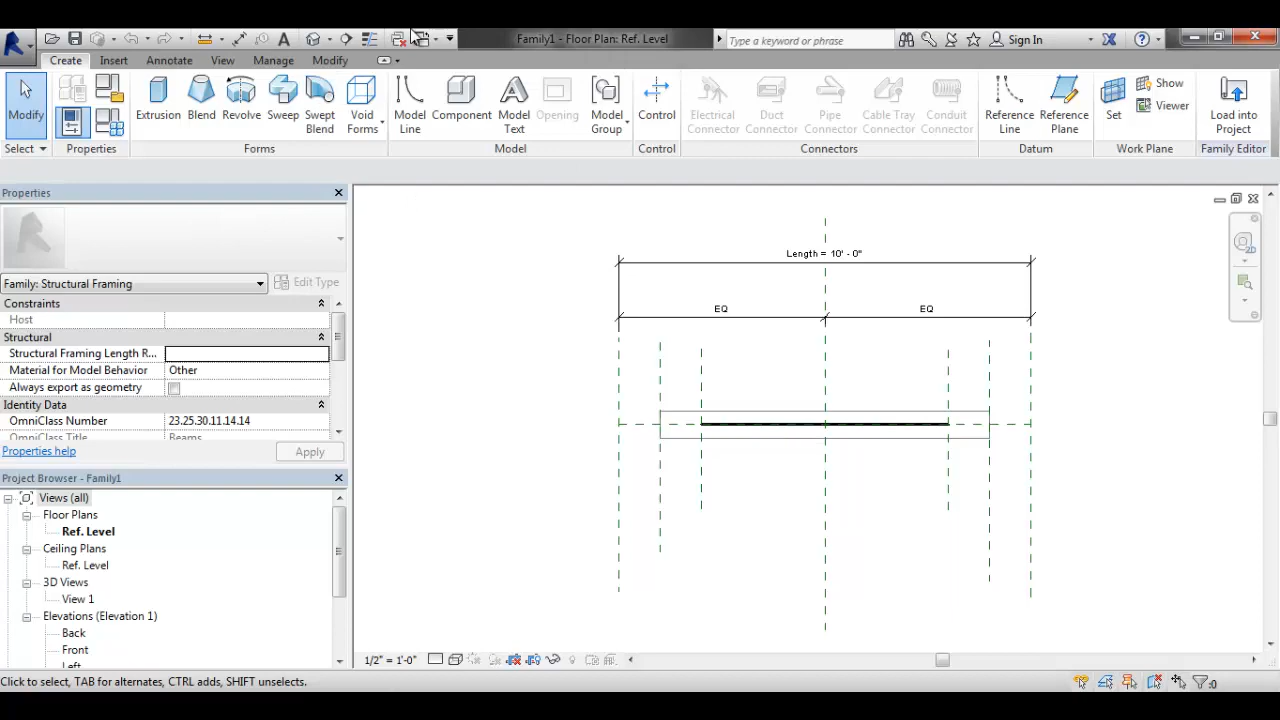 Family1 - Floor Plan: Ref. Level
Type a keyword or phrase
Sign In
Create Insert Annotate View Manage Modify
Modify
Extrusion Blend Revolve Sweep Swept Blend Void Forms
Model Line Component Model Text Opening Model Group
Control
Electrical Connector Duct Connector Pipe Connector Cable Tray Connector Conduit Connector
Reference Line Reference Plane
Set Show Viewer
Load into Project
Select Properties Forms Model Control Connectors Datum Work Plane Family Editor
Properties
Family: Structural Framing Edit Type
Constraints
Host
Structural
Structural Framing Length R...
Material for Model Behavior Other
Always export as geometry
Identity Data
OmniClass Number 23.25.30.11.14.14
OmniClass Title Beams
Properties help Apply
Project Browser - Family1
Views (all)
Floor Plans
Ref. Level
Ceiling Plans
Ref. Level
3D Views
View 1
Elevations (Elevation 1)
Back
Front
Left
Length = 10' - 0"
EQ EQ
2D
1/2" = 1'-0"
Click to select, TAB for alternates, CTRL adds, SHIFT unselects.
:0